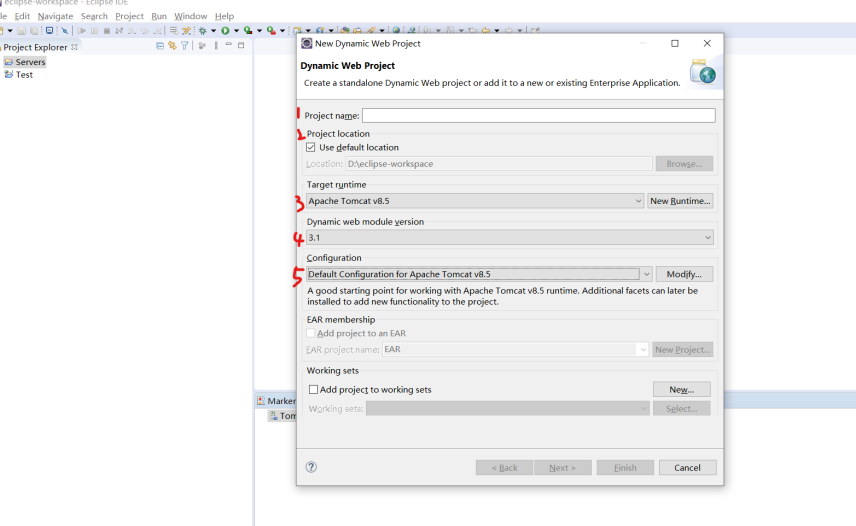 eclipse-workspace - Eclipse IDE
le Edit Navigate Search Project Run Window Help
Project Explorer
Servers
Test
New Dynamic Web Project
Dynamic Web Project
Create a standalone Dynamic Web project or add it to a new or existing Enterprise Application.
1 Project name:
2 Project location
Use default location
Location: D:\eclipse-workspace Browse...
Target runtime
3 Apache Tomcat v8.5 New Runtime...
Dynamic web module version
4 3.1
Configuration
5 Default Configuration for Apache Tomcat v8.5 Modify...
A good starting point for working with Apache Tomcat v8.5 runtime. Additional facets can later be
installed to add new functionality to the project.
EAR membership
Add project to an EAR
EAR project name: EAR New Project...
Working sets
Add project to working sets New...
Working sets: Select...
Marker
Tom
< Back Next > Finish Cancel